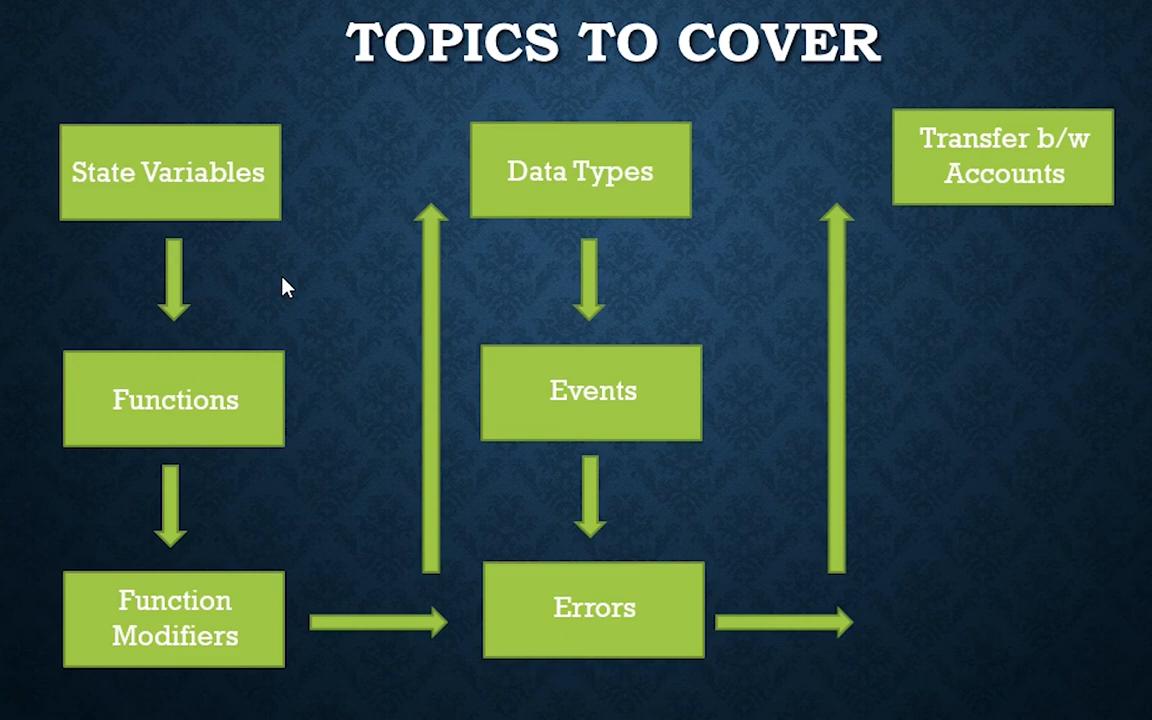 TOPICS TO COVER
State Variables
Functions
Function
Modifiers
Data Types
Events
Errors
Transfer b/w
Accounts